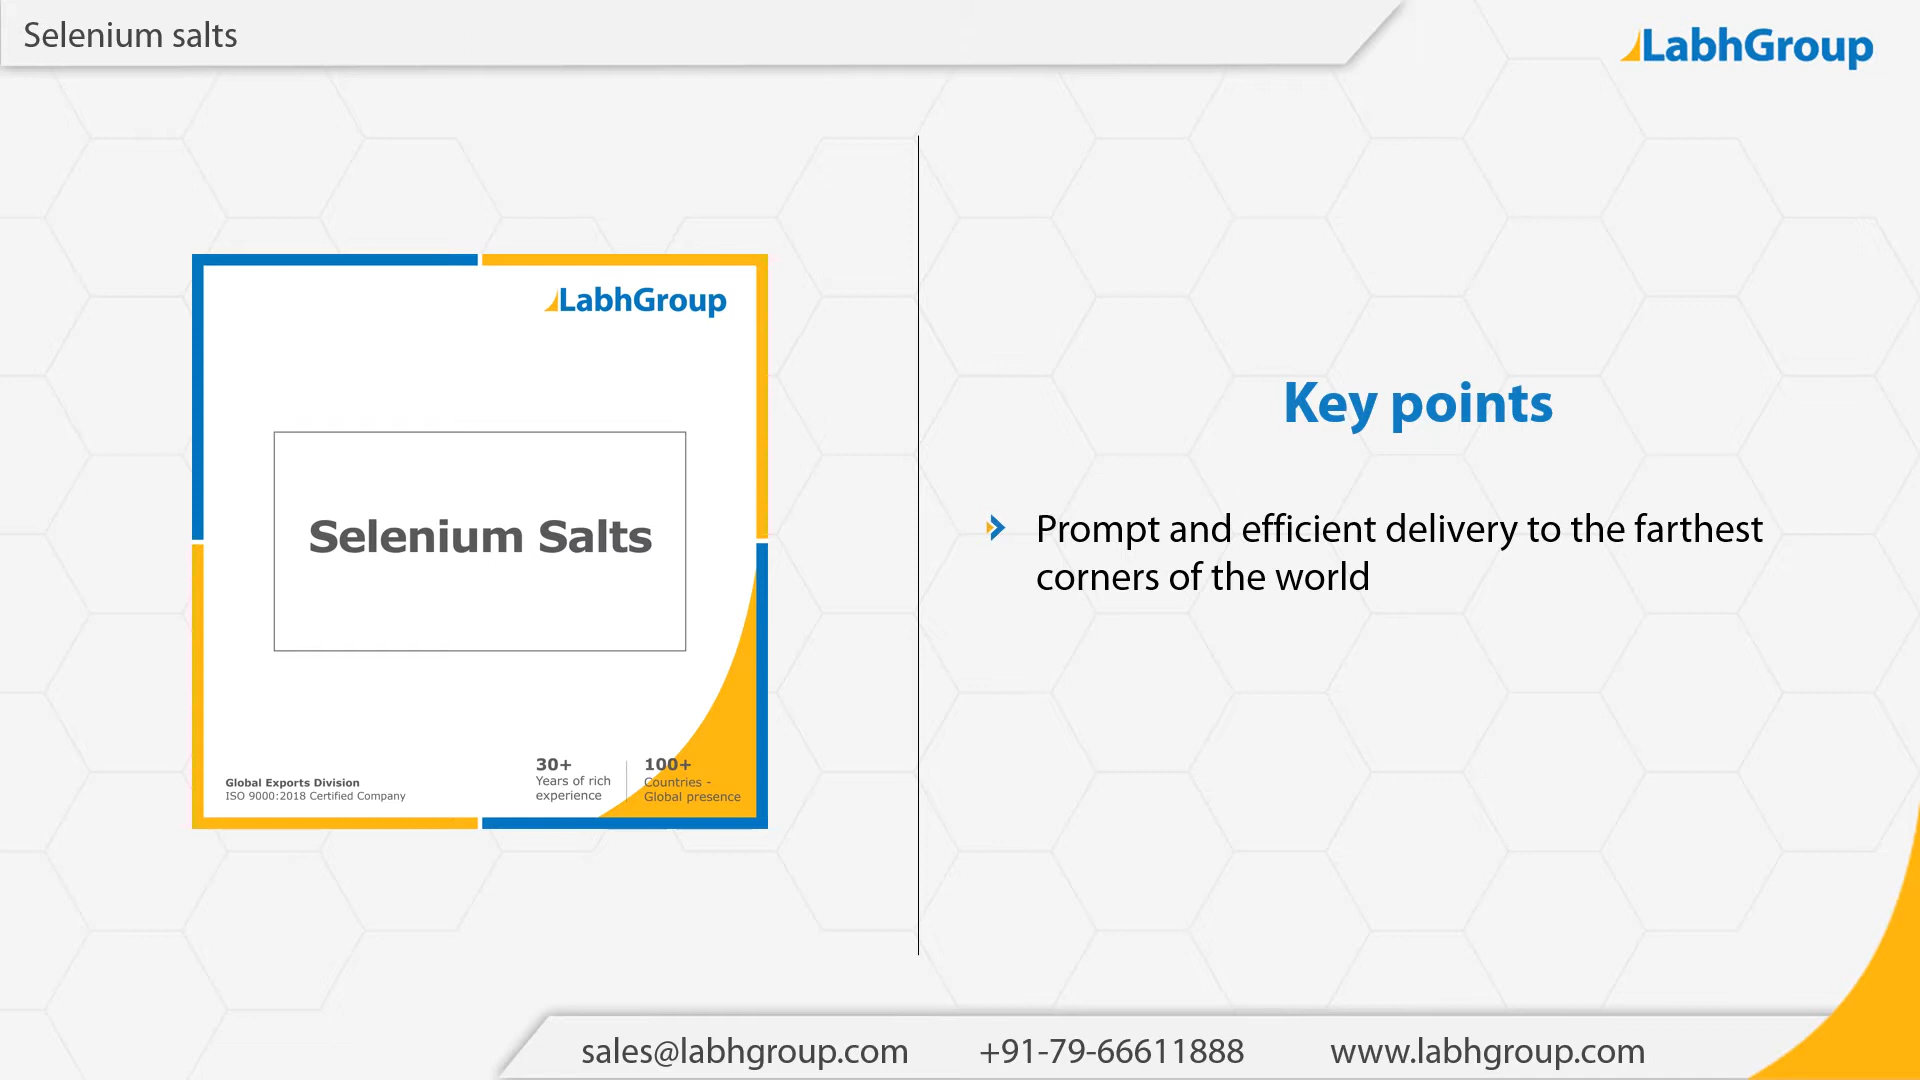 Selenium salts
LabhGroup
LabhGroup
Selenium Salts
Global Exports Division
ISO 9000:2018 Certified Company
30+
Years of rich
experience
100+
Countries -
Global presence
Key points
Prompt and efficient delivery to the farthest
corners of the world
sales@labhgroup.com
+91-79-66611888
www.labhgroup.com